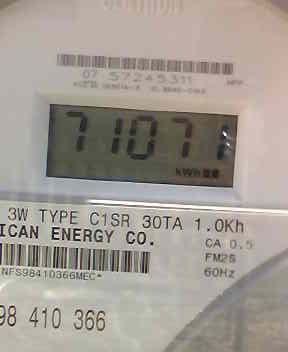 07 57245311
71071
kWh
3W TYPE C1SR 30TA 1.0Kh
ICAN ENERGY CO.
CA 0.5
FM2S
NFS98410366MEC*
60Hz
98 410 366